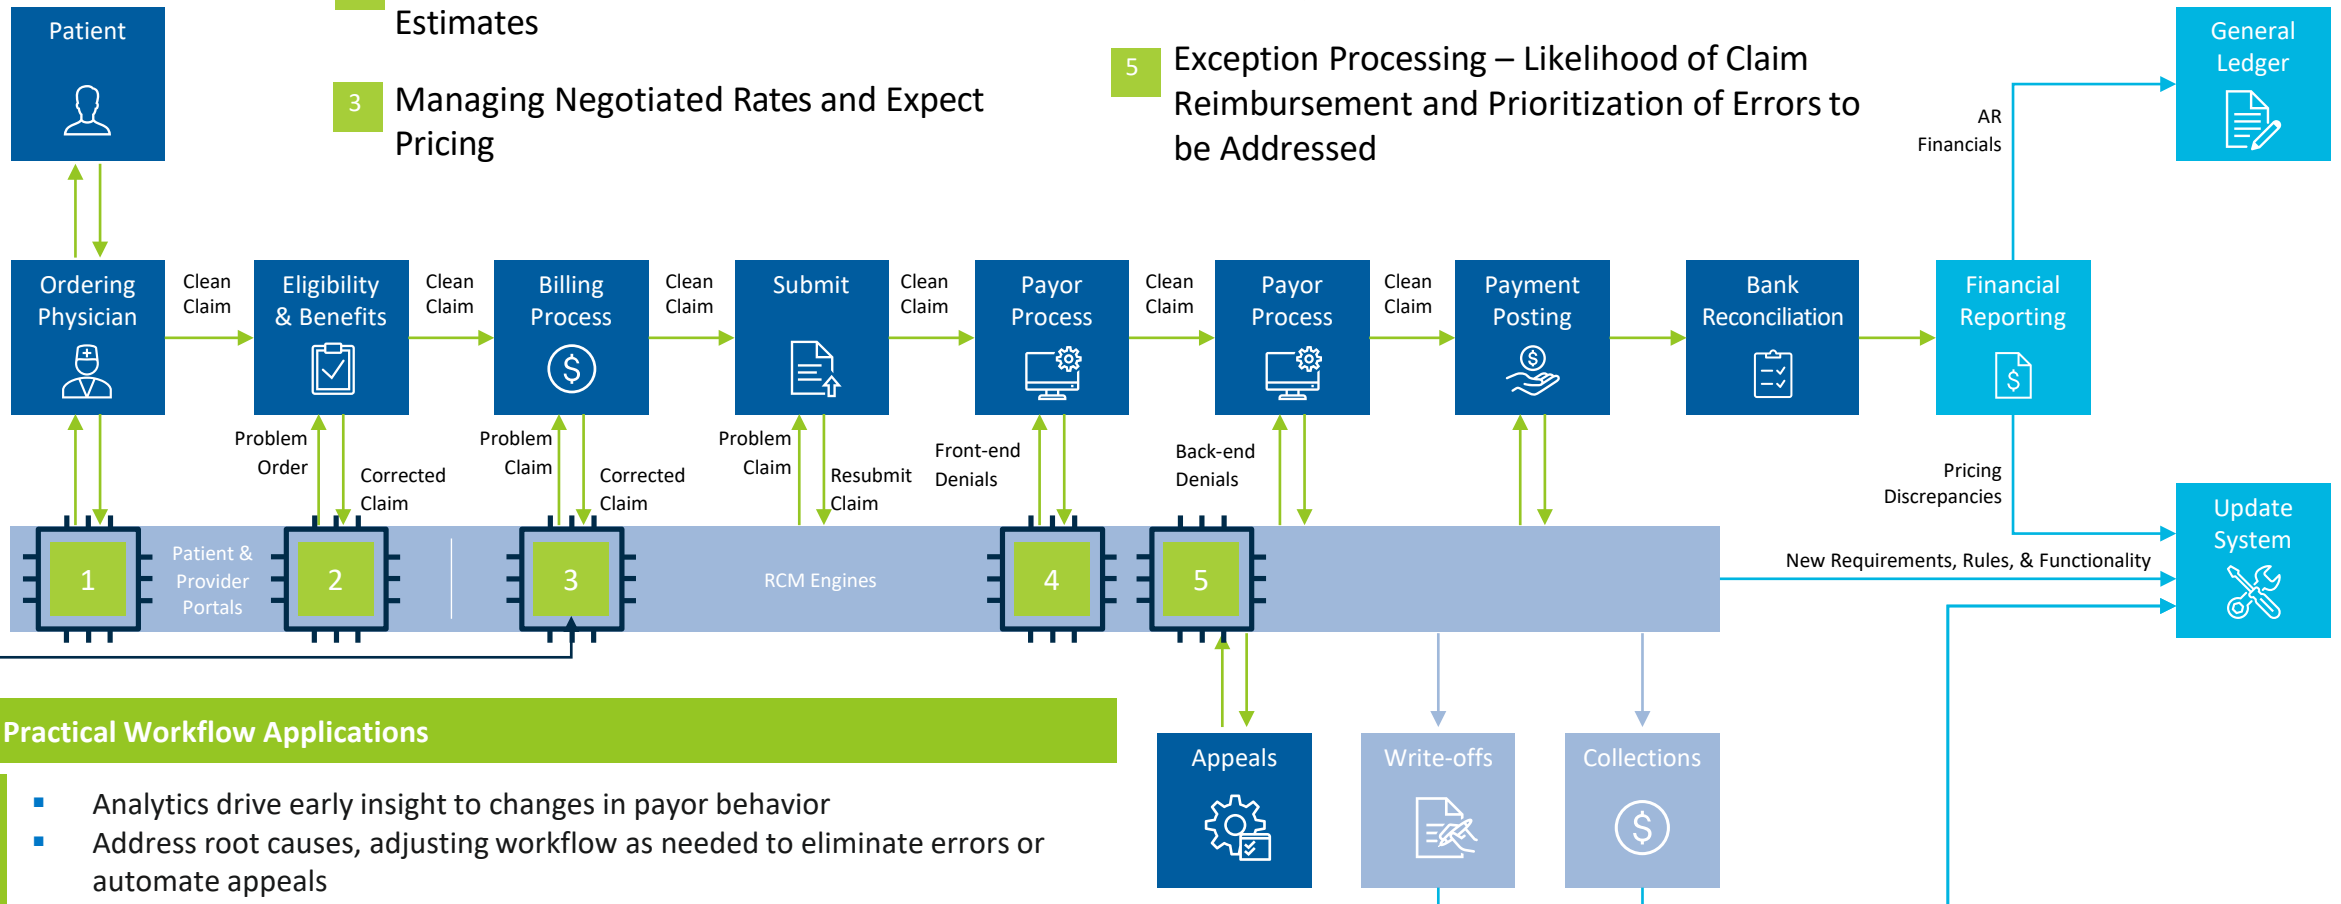 Estimates
3
Managing Negotiated Rates and Expect
Pricing
5
Exception Processing – Likelihood of Claim
Reimbursement and Prioritization of Errors to
be Addressed
Patient
General
Ledger
AR
Financials
Ordering
Physician
Clean
Claim
Eligibility
& Benefits
Clean
Claim
Billing
Process
Clean
Claim
Submit
Clean
Claim
Payor
Process
Clean
Claim
Payor
Process
Clean
Claim
Payment
Posting
Bank
Reconciliation
Financial
Reporting
Problem
Order
Corrected
Claim
Problem
Claim
Corrected
Claim
Problem
Claim
Resubmit
Claim
Front-end
Denials
Back-end
Denials
Pricing
Discrepancies
Update
System
1
Patient &
Provider
Portals
2
3
RCM Engines
4
5
New Requirements, Rules, & Functionality
Practical Workflow Applications
Analytics drive early insight to changes in payor behavior
Address root causes, adjusting workflow as needed to eliminate errors or
automate appeals
Appeals
Write-offs
Collections